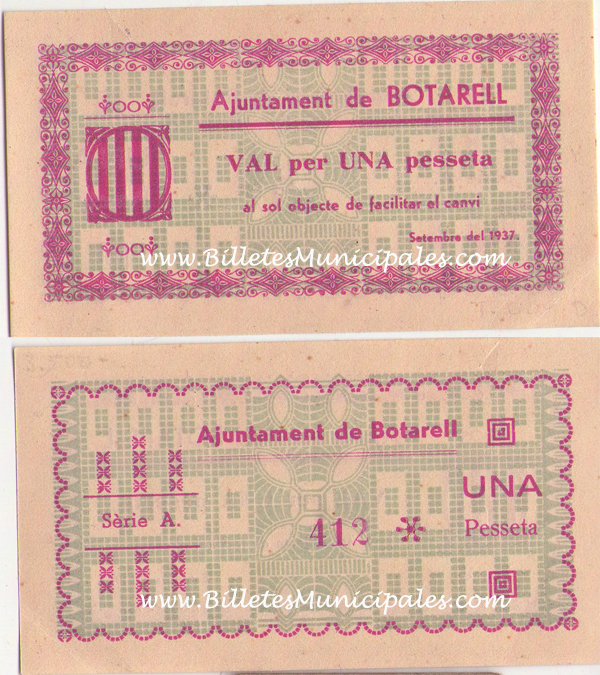 Ajuntament de BOTARELL
VAL per UNA pesseta
al sol objecte de facilitar el canvi
Setembre del 1937.
www.BilletesMunicipales.com
Ajuntament de Botarell
UNA
Sèrie A.
412
Pesseta
www.BilletesMunicipales.com